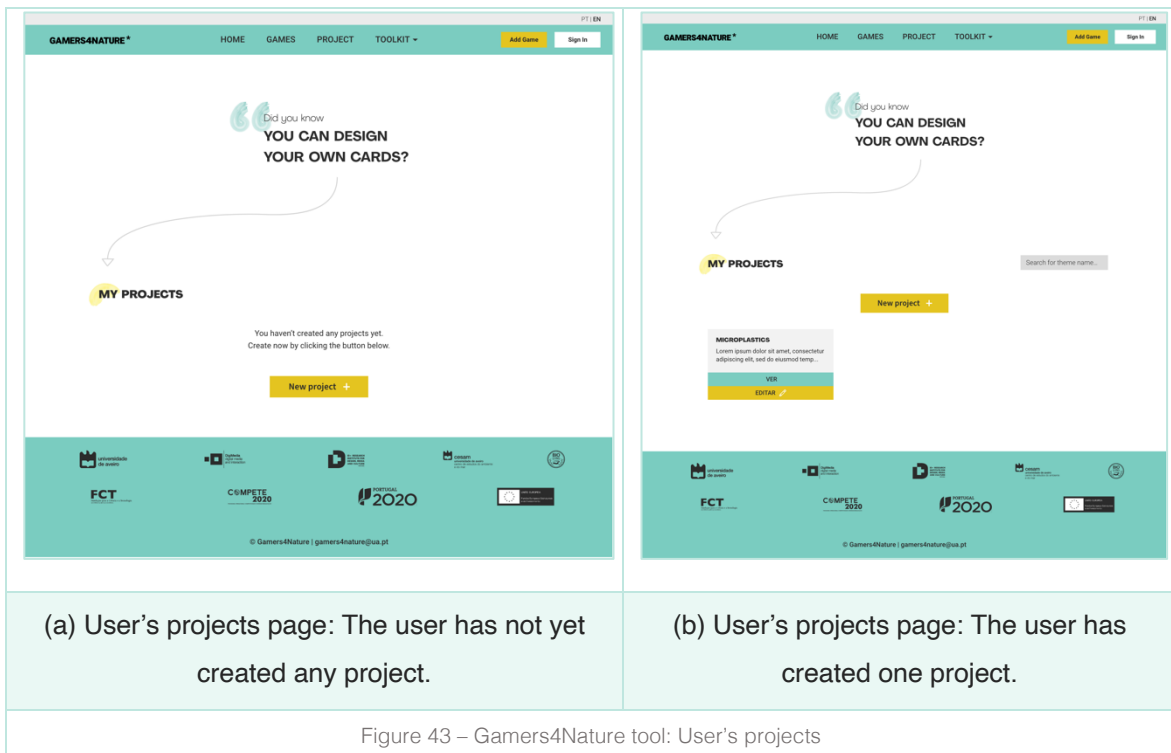 PT | EN
GAMERS4NATURE*
HOME
GAMES
PROJECT
TOOLKIT
Add Game
Sign In
Did you know
YOU CAN DESIGN
YOUR OWN CARDS?
MY PROJECTS
You haven't created any projects yet.
Create now by clicking the button below.
New project +
universidade
de aveiro
cesam
FCT
COMPETE
2020
PORTUGAL
2020
© Gamers4Nature | gamers4nature@ua.pt
PT | EN
GAMERS4NATURE*
HOME
GAMES
PROJECT
TOOLKIT
Add Game
Sign In
Did you know
YOU CAN DESIGN
YOUR OWN CARDS?
MY PROJECTS
Search for theme name...
New project +
MICROPLASTICS
Lorem ipsum dolor sit amet, consectetur
adipiscing elit, sed do eiusmod temp...
VER
EDITAR
universidade
de aveiro
cesam
FCT
COMPETE
2020
PORTUGAL
2020
© Gamers4Nature | gamers4nature@ua.pt
(a) User's projects page: The user has not yet
created any project.
(b) User's projects page: The user has
created one project.
Figure 43 – Gamers4Nature tool: User's projects